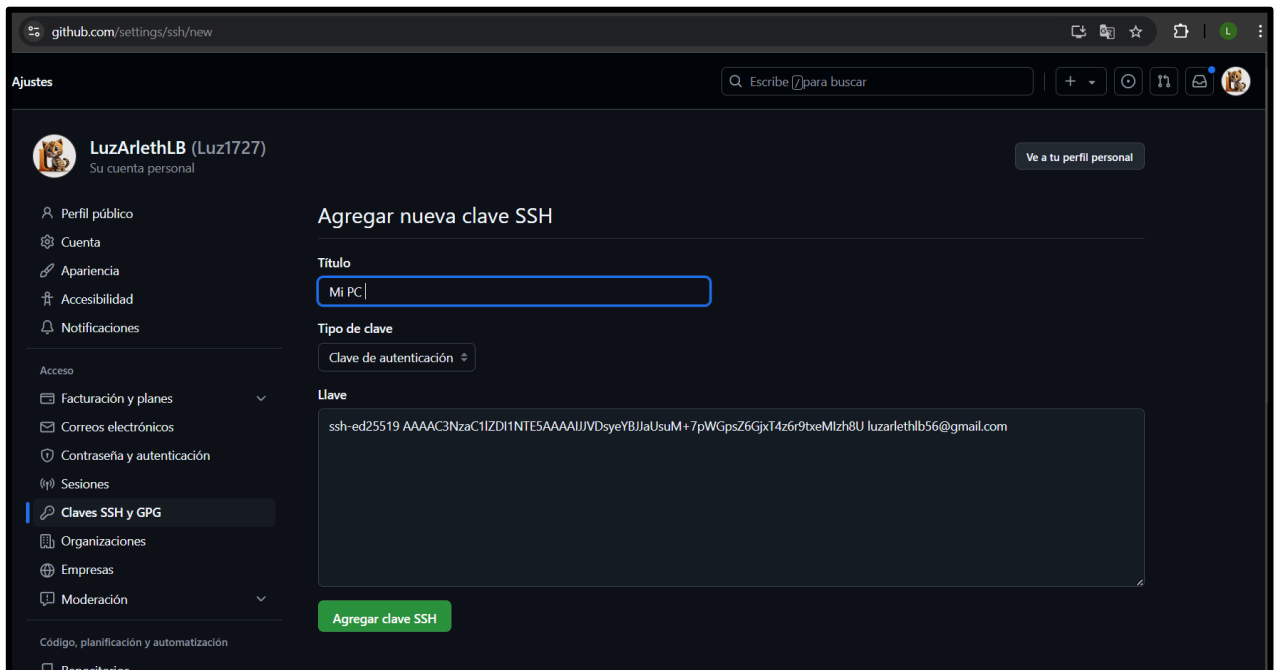 github.com/settings/ssh/new
L
Ajustes
Escribe / para buscar
LuzArlethLB (Luz1727)
Su cuenta personal
Ve a tu perfil personal
Perfil público
Cuenta
Apariencia
Accesibilidad
Notificaciones
Acceso
Facturación y planes
Correos electrónicos
Contraseña y autenticación
Sesiones
Claves SSH y GPG
Organizaciones
Empresas
Moderación
Código, planificación y automatización
Repositorios
Agregar nueva clave SSH
Título
Mi PC
Tipo de clave
Clave de autenticación
Llave
ssh-ed25519 AAAAC3NzaC1lZDI1NTE5AAAAIJJVDsyeYBJJaUsuM+7pWGpsZ6GjxT4z6r9txeMIzh8U luzarlethlb56@gmail.com
Agregar clave SSH